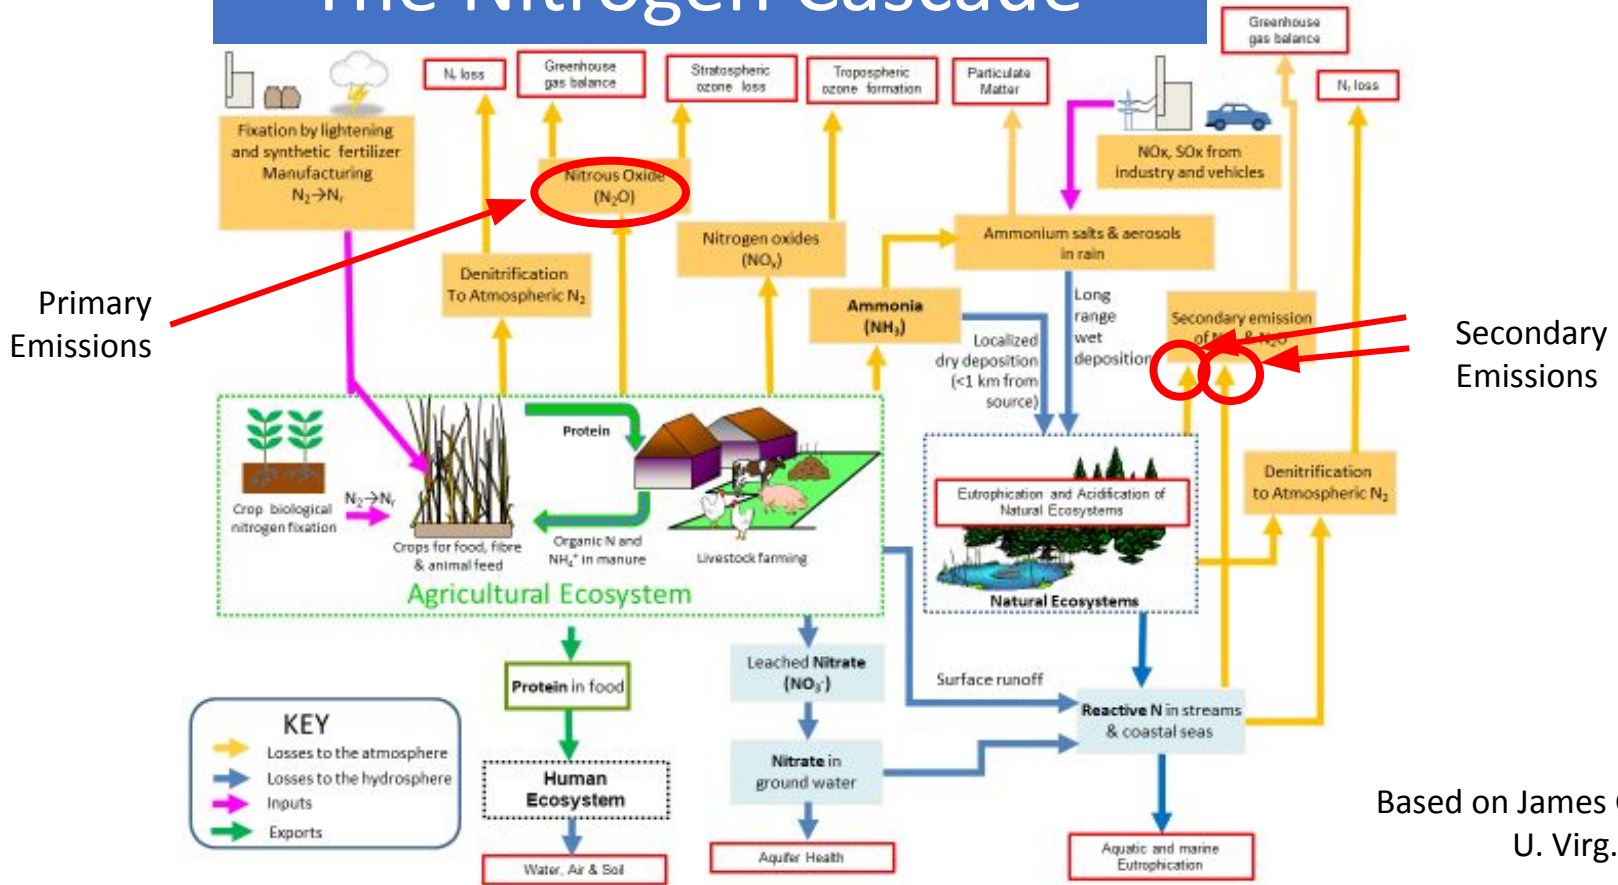 The Nitrogen Cascade
Greenhouse
gas balance
Nr loss
Greenhouse
gas balance
Stratospheric
ozone loss
Tropospheric
ozone formation
Particulate
Matter
Nr loss
Fixation by lightening
and synthetic fertilizer
Manufacturing
N₂→Nr
Nitrous Oxide
(N₂O)
NOx, SOx from
industry and vehicles
Nitrogen oxides
(NOx)
Ammonium salts & aerosols
in rain
Denitrification
To Atmospheric N₂
Ammonia
(NH₃)
Long
range
wet
deposition
Localized
dry deposition
(<1 km from
source)
Secondary emission
of & N₂O
Primary
Emissions
Secondary
Emissions
Protein
Crop biological
nitrogen fixation
N₂→Nr
Crops for food, fibre
& animal feed
Organic N and
NH₄⁺ in manure
Livestock farming
Agricultural Ecosystem
Eutrophication and Acidification of
Natural Ecosystems
Natural Ecosystems
Denitrification
to Atmospheric N₂
Protein in food
Leached Nitrate
(NO₃⁻)
Surface runoff
Reactive N in streams
& coastal seas
KEY
Losses to the atmosphere
Losses to the hydrosphere
Inputs
Exports
Human
Ecosystem
Nitrate in
ground water
Water, Air & Soil
Aquifer Health
Aquatic and marine
Eutrophication
Based on James
U. Virg.